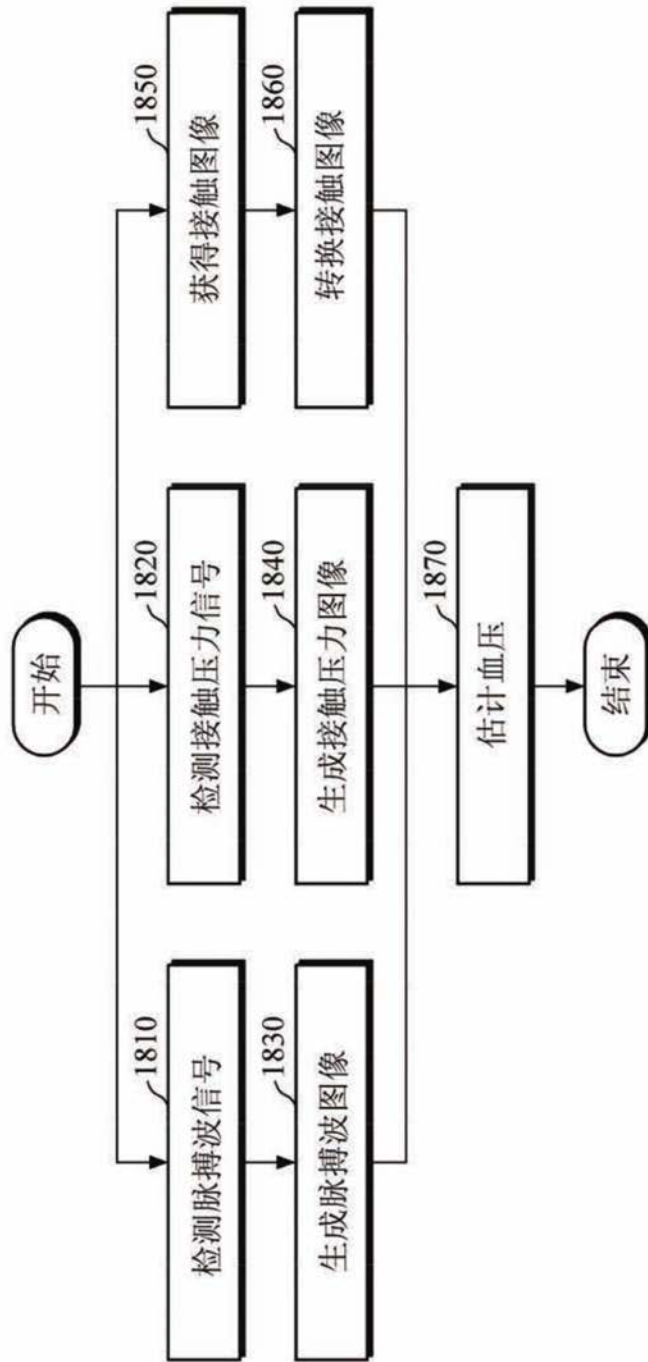 开始
1810
检测脉搏波信号
1820
检测接触压力信号
1850
获得接触图像
1830
生成脉搏波图像
1840
生成接触压力图像
1860
转换接触图像
1870
估计血压
结束